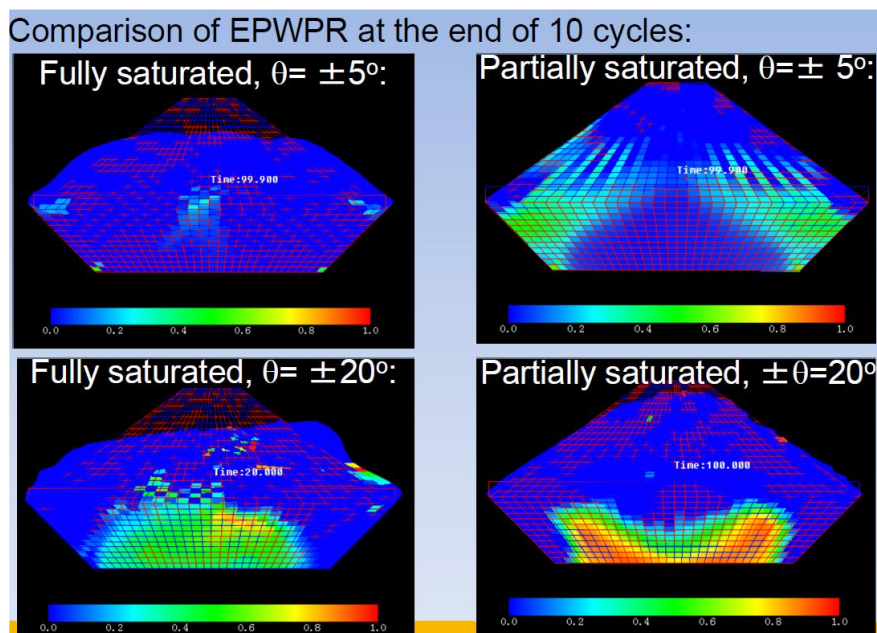 Comparison of EPWPR at the end of 10 cycles:
Fully saturated, θ= ±5°:
Time:99.900
0.0 0.2 0.4 0.6 0.8 1.0
Partially saturated, θ=± 5°:
Time:99.900
0.0 0.2 0.4 0.6 0.8 1.0
Fully saturated, θ= ±20°:
Time:20.000
0.0 0.2 0.4 0.6 0.8 1.0
Partially saturated, ±θ=20°
Time:100.000
0.0 0.2 0.4 0.6 0.8 1.0